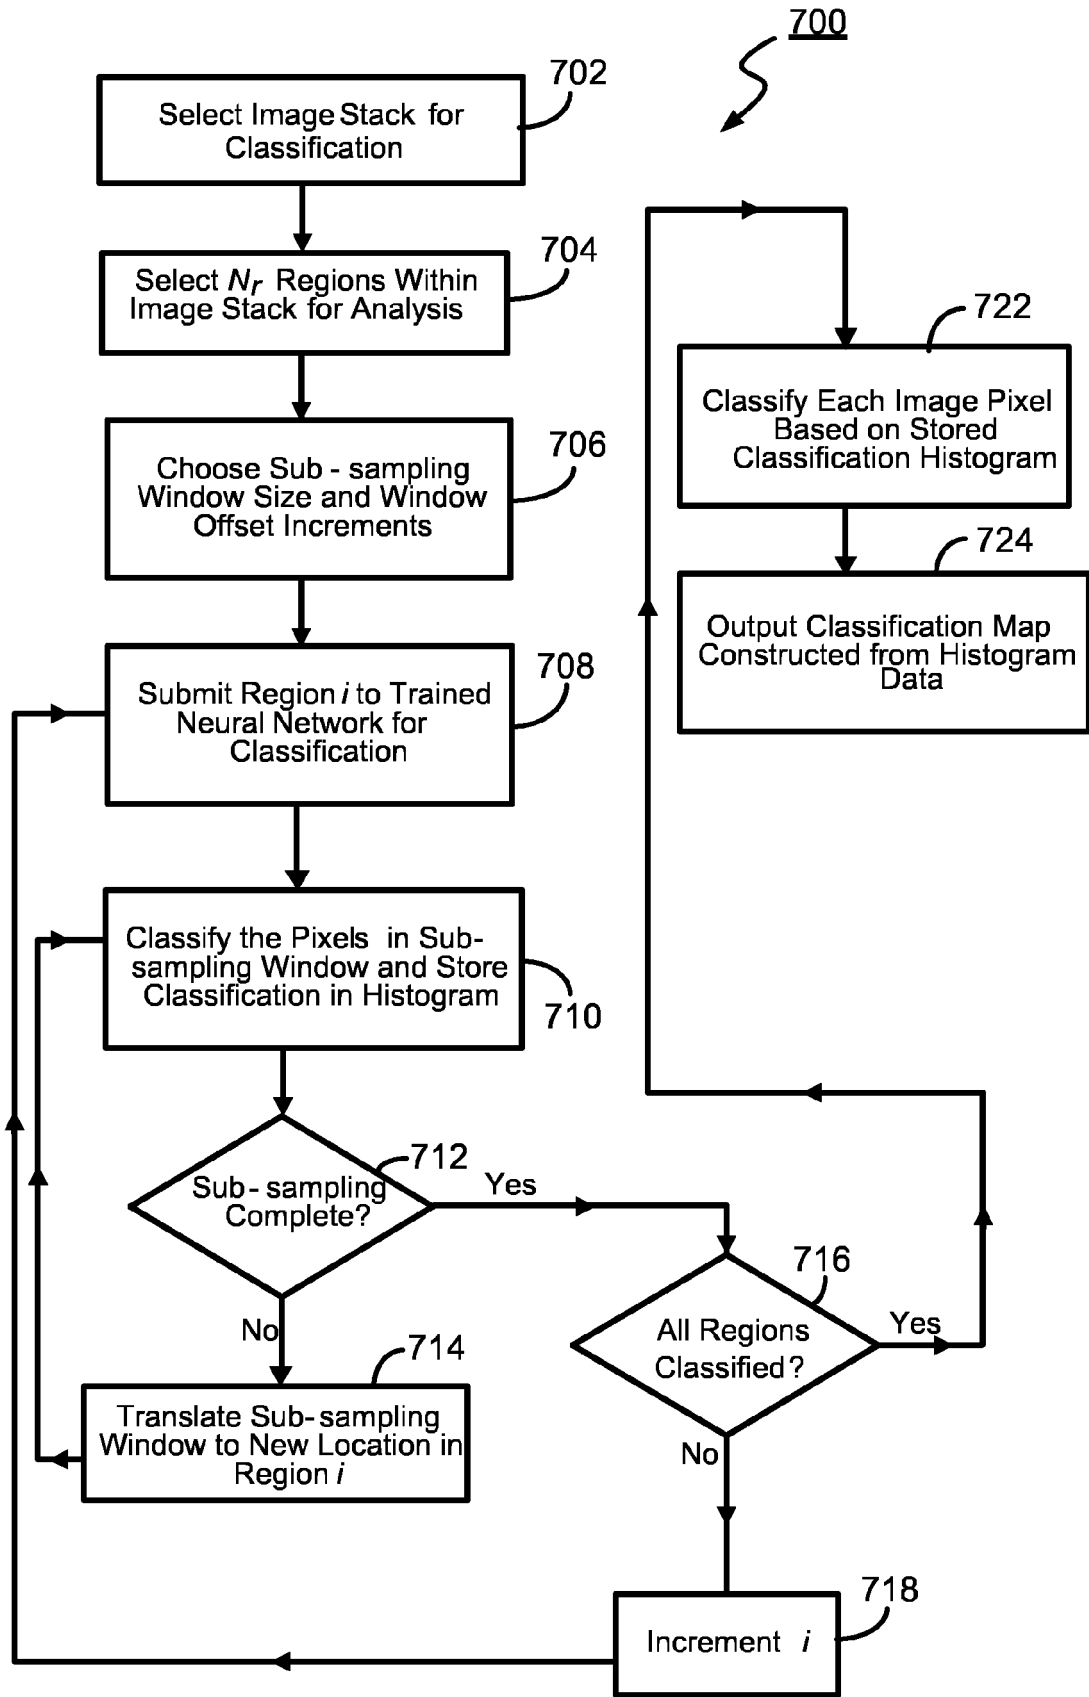 700
702
Select Image Stack for
Classification
704
Select Nr Regions Within
Image Stack for Analysis
706
Choose Sub - sampling
Window Size and Window
Offset Increments
708
Submit Region i to Trained
Neural Network for
Classification
Classify the Pixels in Sub-
sampling Window and Store
Classification in Histogram
710
712
Sub- sampling
Complete?
Yes
No
714
Translate Sub- sampling
Window to New Location in
Region i
716
All Regions
Classified?
Yes
No
718
Increment i
722
Classify Each Image Pixel
Based on Stored
Classification Histogram
724
Output Classification Map
Constructed from Histogram
Data